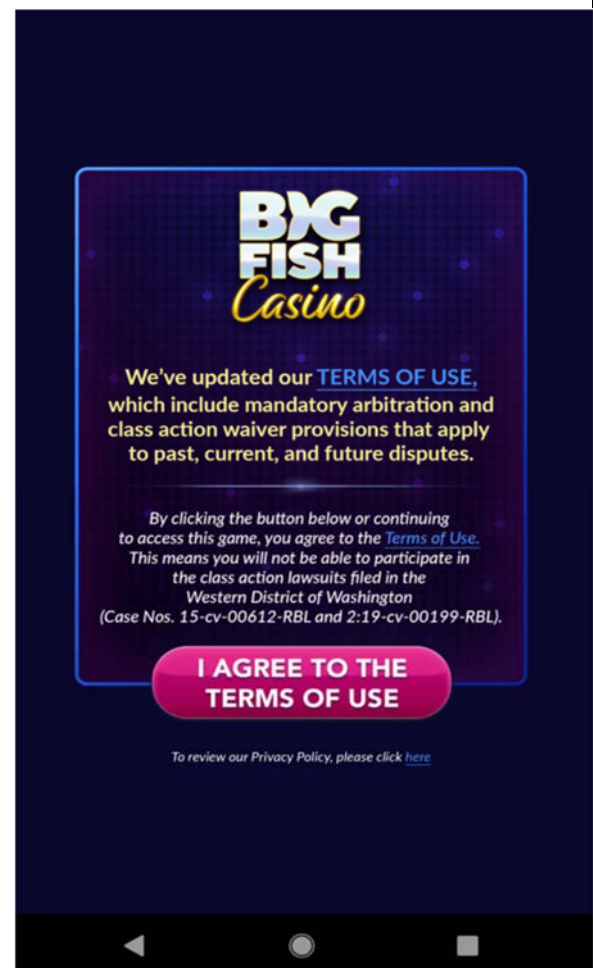 BIG
FISH
Casino
We've updated our TERMS OF USE,
which include mandatory arbitration and
class action waiver provisions that apply
to past, current, and future disputes.
By clicking the button below or continuing
to access this game, you agree to the Terms of Use.
This means you will not be able to participate in
the class action lawsuits filed in the
Western District of Washington
(Case Nos. 15-cv-00612-RBL and 2:19-cv-00199-RBL).
I AGREE TO THE
TERMS OF USE
To review our Privacy Policy, please click here